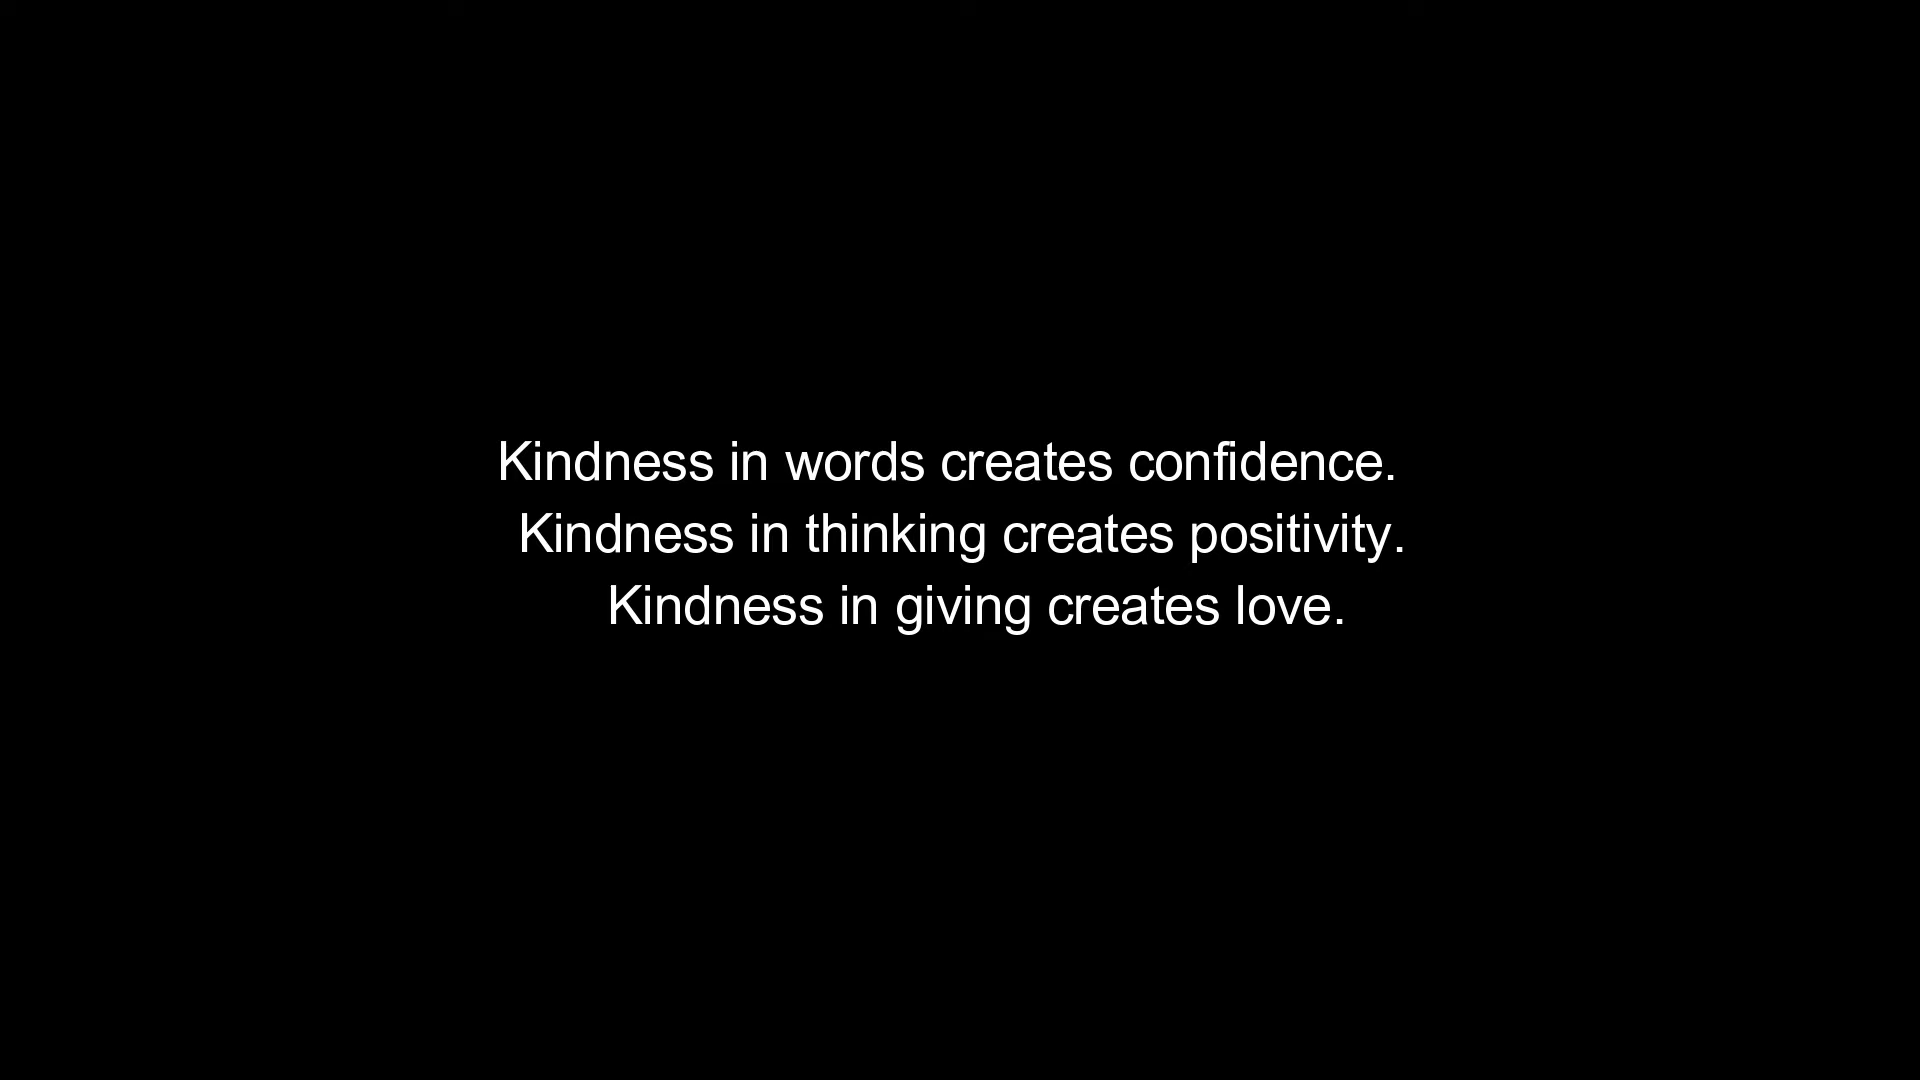 Kindness in words creates confidence.
Kindness in thinking creates positivity.
Kindness in giving creates love.